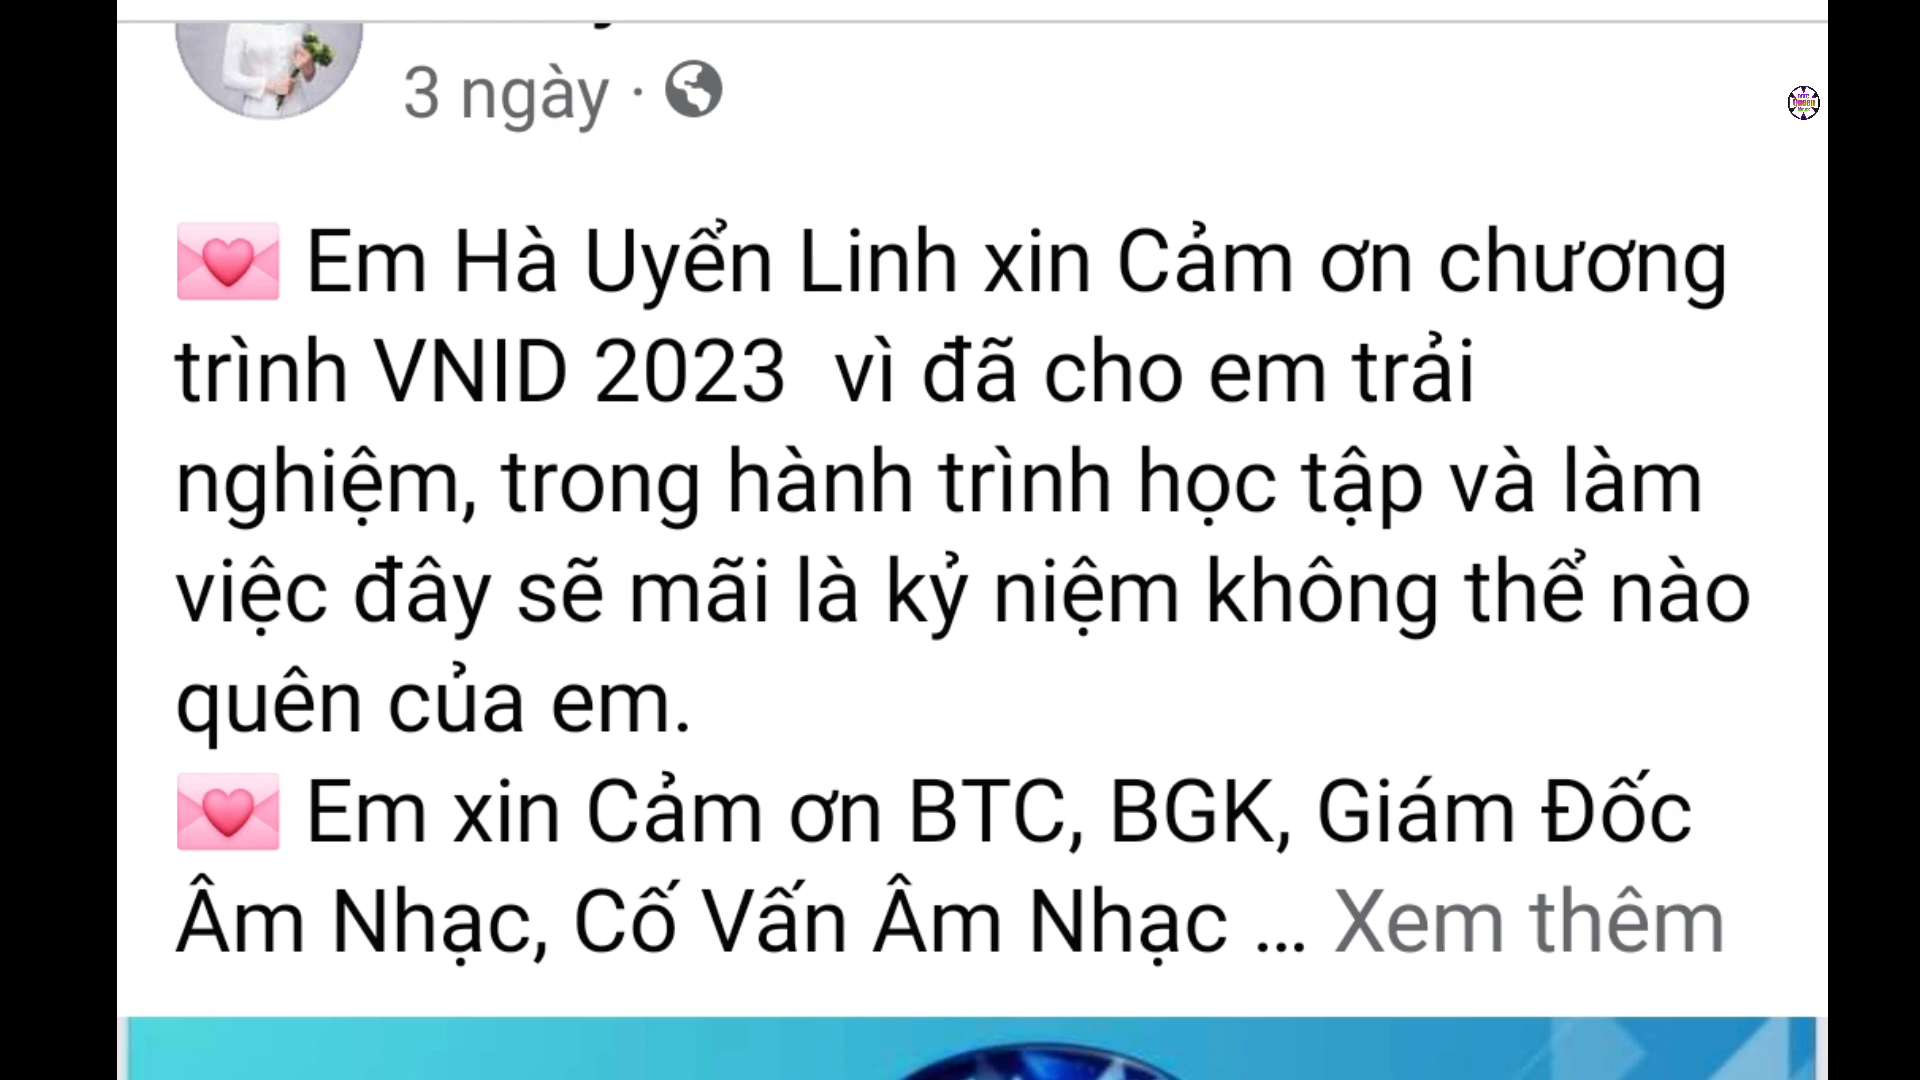 3 ngày ·
💌 Em Hà Uyển Linh xin Cảm ơn chương
trình VNID 2023 vì đã cho em trải
nghiệm, trong hành trình học tập và làm
việc đây sẽ mãi là kỷ niệm không thể nào
quên của em.
💌 Em xin Cảm ơn BTC, BGK, Giám Đốc
Âm Nhạc, Cố Vấn Âm Nhạc ... Xem thêm